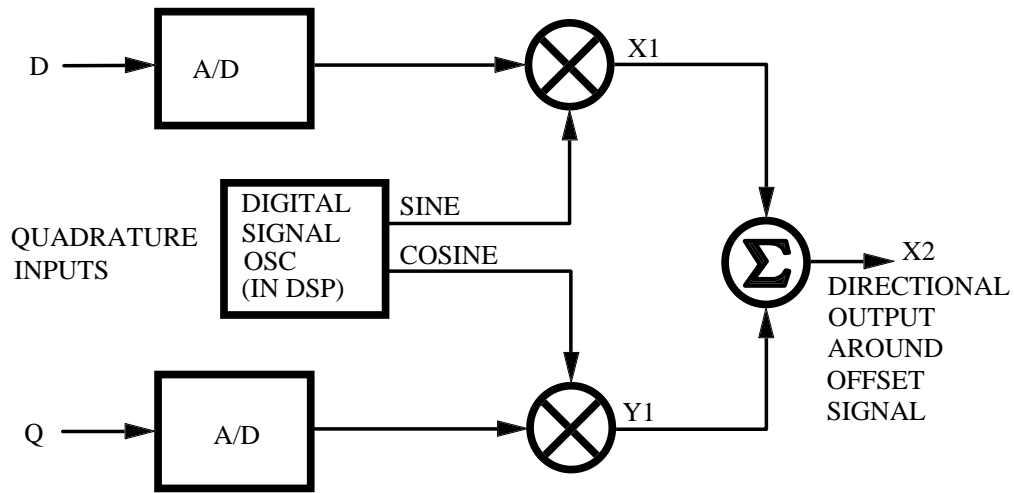 D
A/D
X1
QUADRATURE
INPUTS
DIGITAL
SIGNAL
OSC
(IN DSP)
SINE
COSINE
Σ
X2
DIRECTIONAL
OUTPUT
AROUND
OFFSET
SIGNAL
Q
A/D
Y1